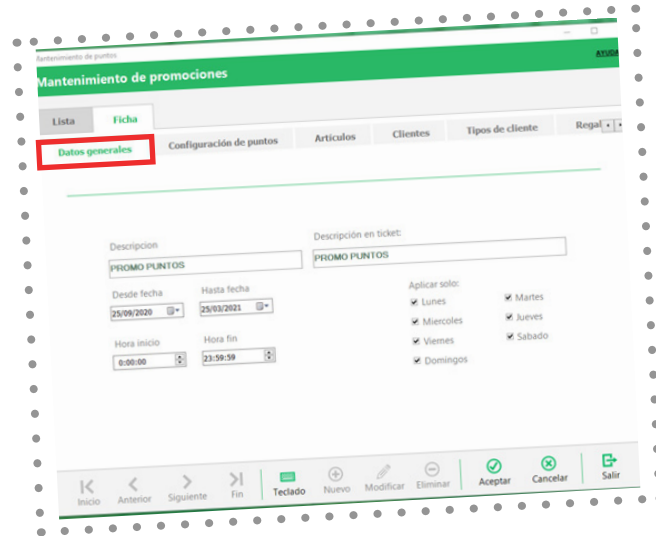 Mantenimiento de puntos
Mantenimiento de promociones
AYUDA
Lista Ficha
Datos generales Configuración de puntos Artículos Clientes Tipos de cliente Regal
Descripcion Descripción en ticket:
PROMO PUNTOS PROMO PUNTOS
Desde fecha Hasta fecha Aplicar solo:
25/09/2020 25/03/2021 Lunes Martes
Miercoles Jueves
Hora inicio Hora fin Viernes Sabado
0:00:00 23:59:59 Domingos
Inicio Anterior Siguiente Fin Teclado Nuevo Modificar Eliminar Aceptar Cancelar Salir